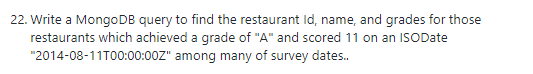 22. Write a MongoDB query to find the restaurant Id, name, and grades for those
restaurants which achieved a grade of "A" and scored 11 on an ISODate
"2014-08-11T00:00:00Z" among many of survey dates..